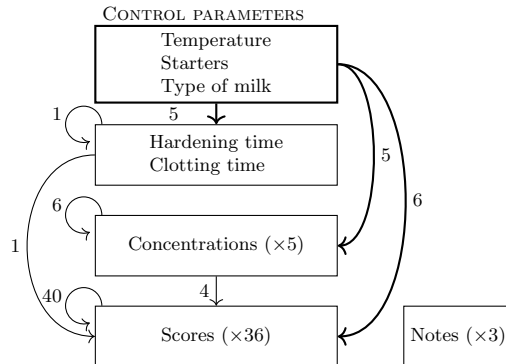 CONTROL PARAMETERS
Temperature
Starters
Type of milk
1
5
Hardening time
Clotting time
5
6
6
1
Concentrations (×5)
4
40
Scores (×36)
Notes (×3)